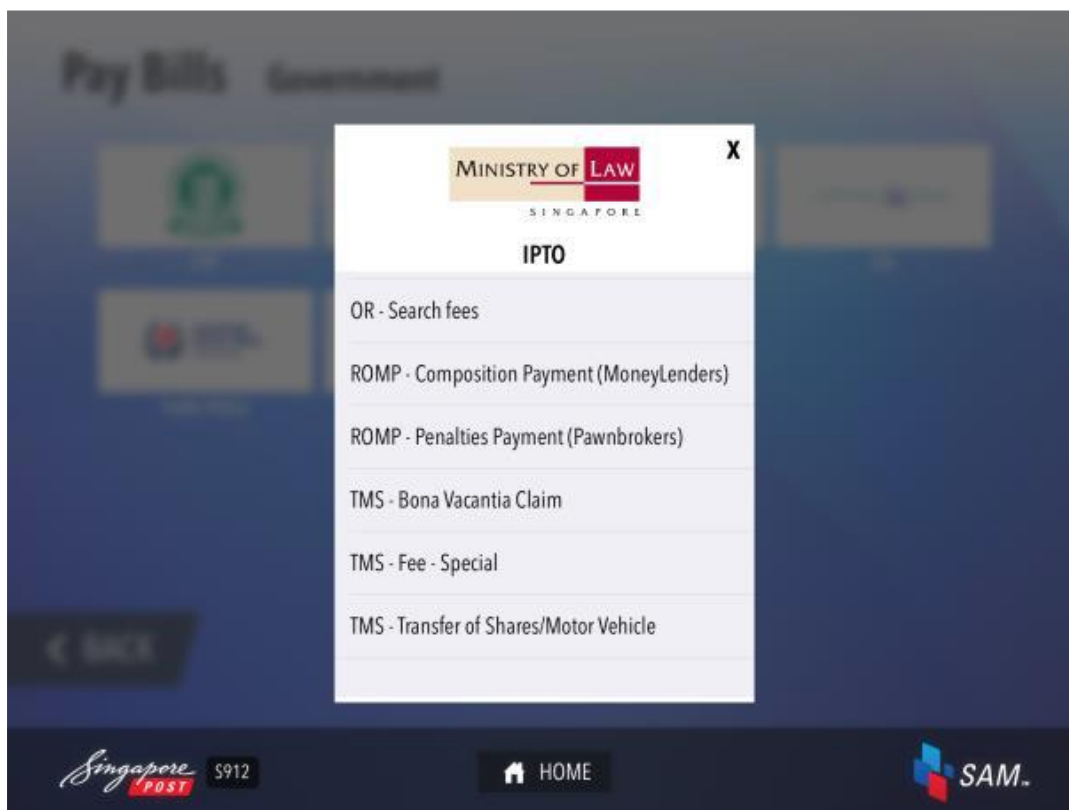 Pay Bills Government
MINISTRY OF LAW
SINGAPORE
X
IPTO
OR - Search fees
ROMP - Composition Payment (MoneyLenders)
ROMP - Penalties Payment (Pawnbrokers)
TMS - Bona Vacantia Claim
TMS - Fee - Special
TMS - Transfer of Shares/Motor Vehicle
BACK
Singapore
POST
S912
HOME
SAM